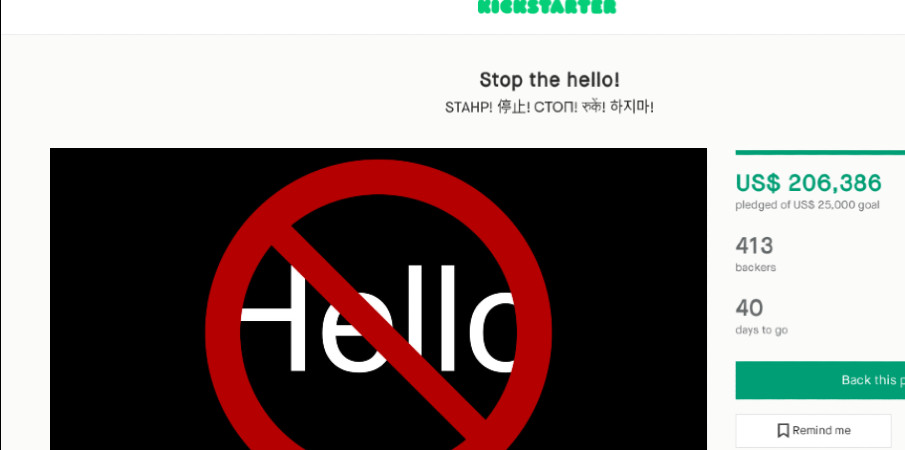 KICKSTARTER
Stop the hello!
STAHP! 停止! СТОП! रुकें! 하지마!
Hello
US$ 206,386
pledged of US$ 25,000 goal
413
backers
40
days to go
Back this p
Remind me